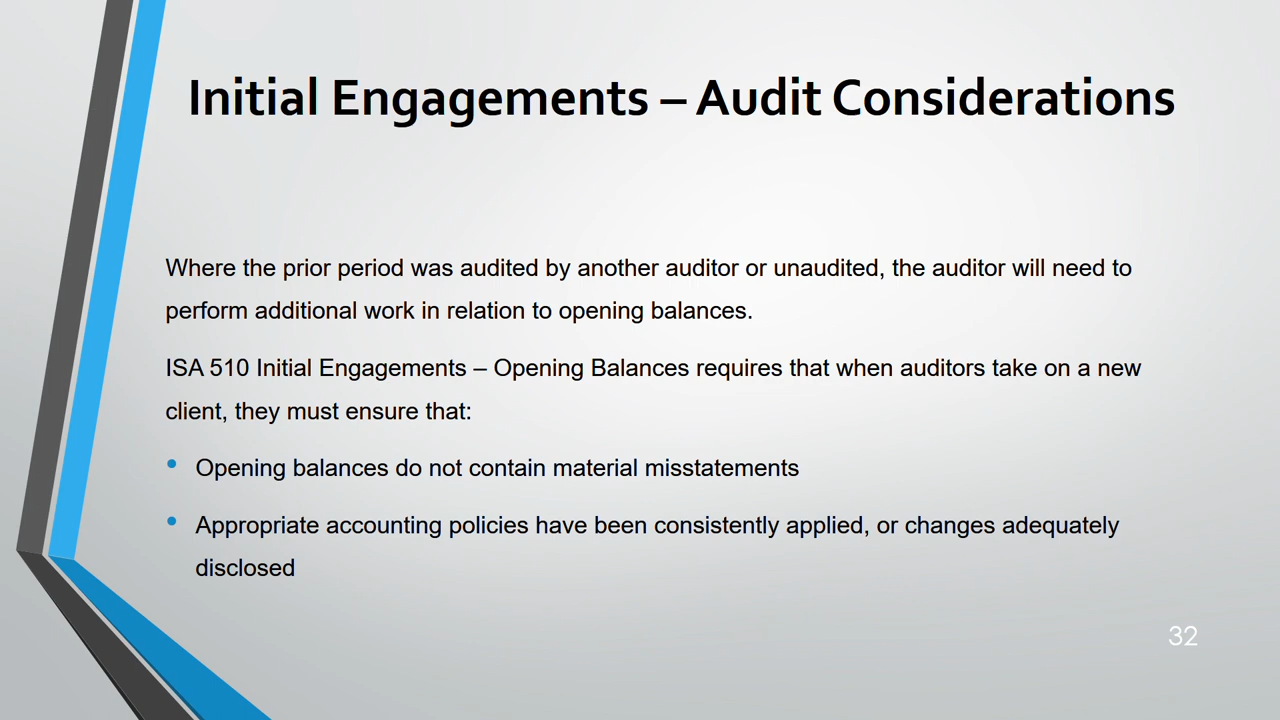 Initial Engagements – Audit Considerations
Where the prior period was audited by another auditor or unaudited, the auditor will need to
perform additional work in relation to opening balances.
ISA 510 Initial Engagements – Opening Balances requires that when auditors take on a new
client, they must ensure that:
• Opening balances do not contain material misstatements
• Appropriate accounting policies have been consistently applied, or changes adequately
disclosed
32